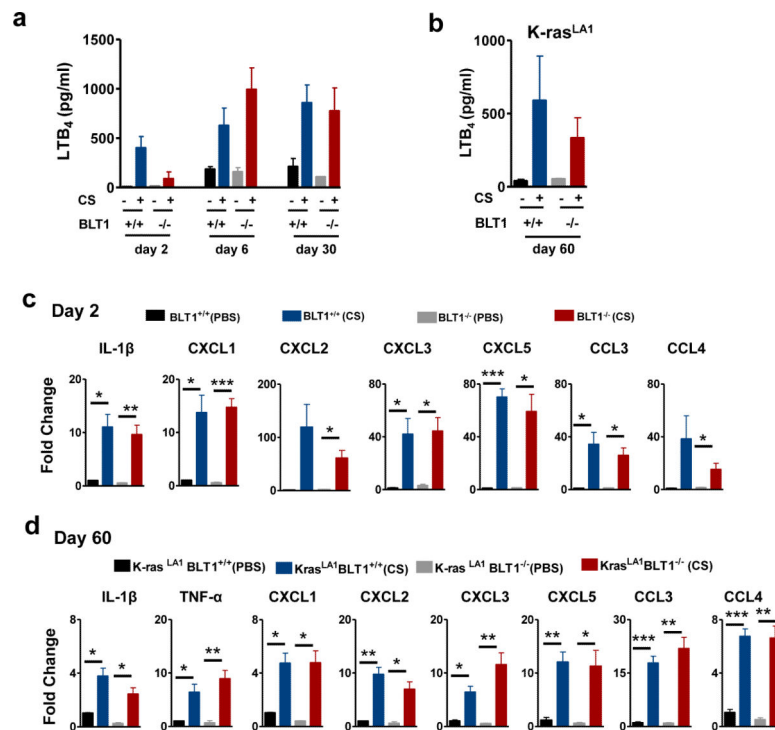 a
1500
1000
500
0
LTB4 (pg/ml)
CS - + - + - + - + - + - +
BLT1 +/+ -/- +/+ -/- +/+ -/-
day 2 day 6 day 30
b
K-ras^LA1
1000
500
0
LTB4 (pg/ml)
CS - + - +
BLT1 +/+ -/-
day 60
c Day 2
BLT1+/+(PBS) BLT1+/+(CS) BLT1-/-(PBS) BLT1-/-(CS)
IL-1β CXCL1 CXCL2 CXCL3 CXCL5 CCL3 CCL4
Fold Change
20 20 200 80 80 80 80
10 10 100 40 40 40 40
0 0 0 0 0 0 0
* ** * *** * * * *** * * * *
d Day 60
K-ras LA1 BLT1+/+(PBS) KrasLA1BLT1+/+(CS) K-ras LA1 BLT1-/-(PBS) KrasLA1BLT1-/- (CS)
IL-1β TNF-α CXCL1 CXCL2 CXCL3 CXCL5 CCL3 CCL4
Fold Change
8 20 8 20 20 20 30 8
4 10 4 10 10 10 15 4
0 0 0 0 0 0 0 0
* * * ** * * ** * * ** ** * *** ** *** **